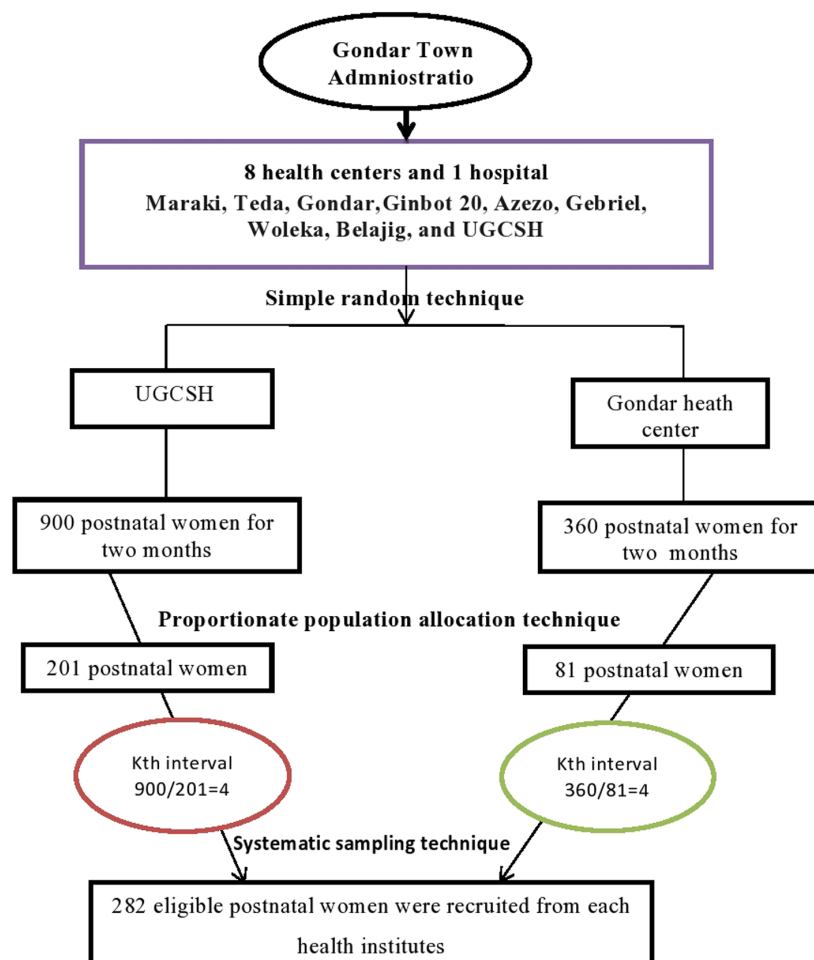 Gondar Town
Admniostratio
8 health centers and 1 hospital
Maraki, Teda, Gondar,Ginbot 20, Azezo, Gebriel,
Woleka, Belajig, and UGCSH
Simple random technique
UGCSH
Gondar heath
center
900 postnatal women for
two months
360 postnatal women for
two months
Proportionate population allocation technique
201 postnatal women
81 postnatal women
Kth interval
900/201=4
Kth interval
360/81=4
Systematic sampling technique
282 eligible postnatal women were recruited from each
health institutes